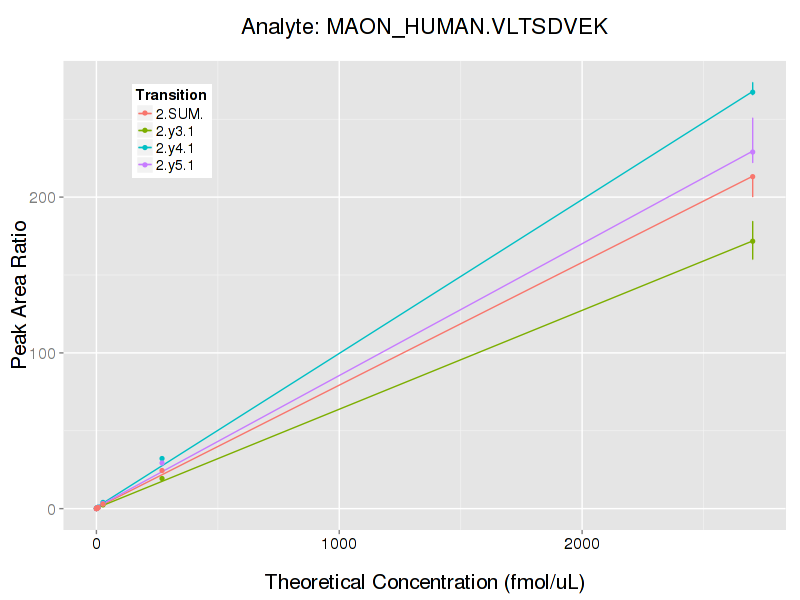 Analyte: MAON_HUMAN.VLTSDVEK
Transition
2.SUM.
2.y3.1
2.y4.1
2.y5.1
Peak Area Ratio
200
100
0
0 1000 2000
Theoretical Concentration (fmol/uL)